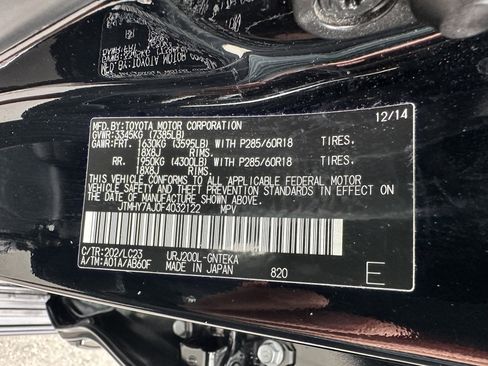 12/14
MFD.BY:TOYOTA MOTOR CORPORATION
GVWR:3345KG (7385LB)
GAWR:FRT. 1630KG (3595LB) WITH P285/60R18 TIRES.
18X8J RIMS.
RR. 1950KG (4300LB) WITH P285/60R18 TIRES.
18X8J RIMS.
THIS VEHICLE CONFORMS TO ALL APPLICABLE FEDERAL MOTOR
VEHICLE SAFETY AND BUMPER STANDARDS IN EFFECT ON THE
DATE OF MANUFACTURE SHOWN ABOVE.
JTMHY7AJ0F4032122 MPV
C/TR:202/LC23 URJ200L-GNTEKA
A/TM:A01A/AB60F MADE IN JAPAN 820
E